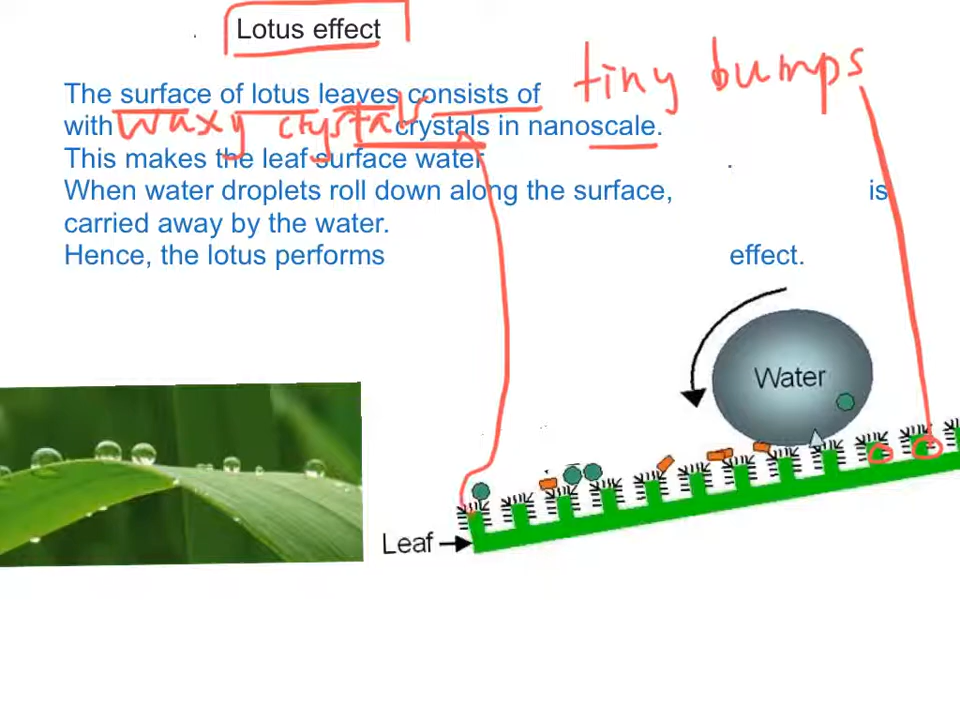 Lotus effect
The surface of lotus leaves consists of tiny bumps
with waxy crystals crystals in nanoscale.
This makes the leaf surface water .
When water droplets roll down along the surface, is
carried away by the water.
Hence, the lotus performs effect.
Water
Leaf